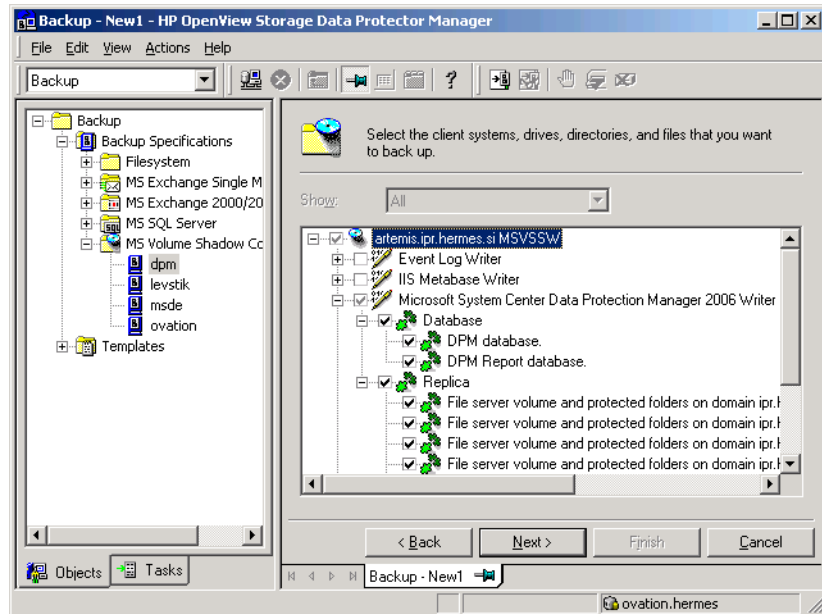 Backup - New1 - HP OpenView Storage Data Protector Manager
File Edit View Actions Help
Backup
Backup
Backup Specifications
Filesystem
MS Exchange Single M
MS Exchange 2000/20
MS SQL Server
MS Volume Shadow Co
dpm
levstik
msde
ovation
Templates
Objects
Tasks
Select the client systems, drives, directories, and files that you want
to back up.
Show:
All
artemis.ipr.hermes.si MSVSSW
Event Log Writer
IIS Metabase Writer
Microsoft System Center Data Protection Manager 2006 Writer
Database
DPM database.
DPM Report database.
Replica
File server volume and protected folders on domain ipr.H
File server volume and protected folders on domain ipr.H
File server volume and protected folders on domain ipr.H
File server volume and protected folders on domain ipr.H
< Back
Next >
Finish
Cancel
Backup - New1
ovation.hermes